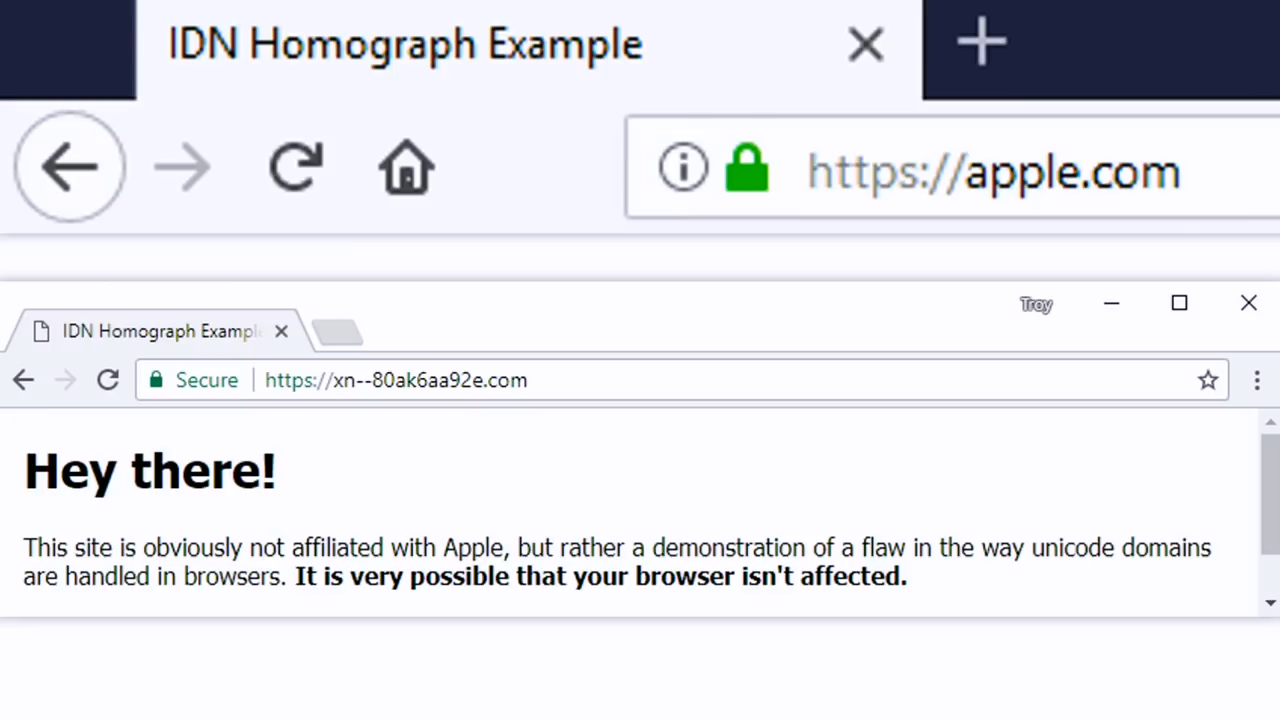 IDN Homograph Example
https://apple.com
Troy
IDN Homograph Example
Secure | https://xn--80ak6aa92e.com
Hey there!
This site is obviously not affiliated with Apple, but rather a demonstration of a flaw in the way unicode domains
are handled in browsers. It is very possible that your browser isn't affected.